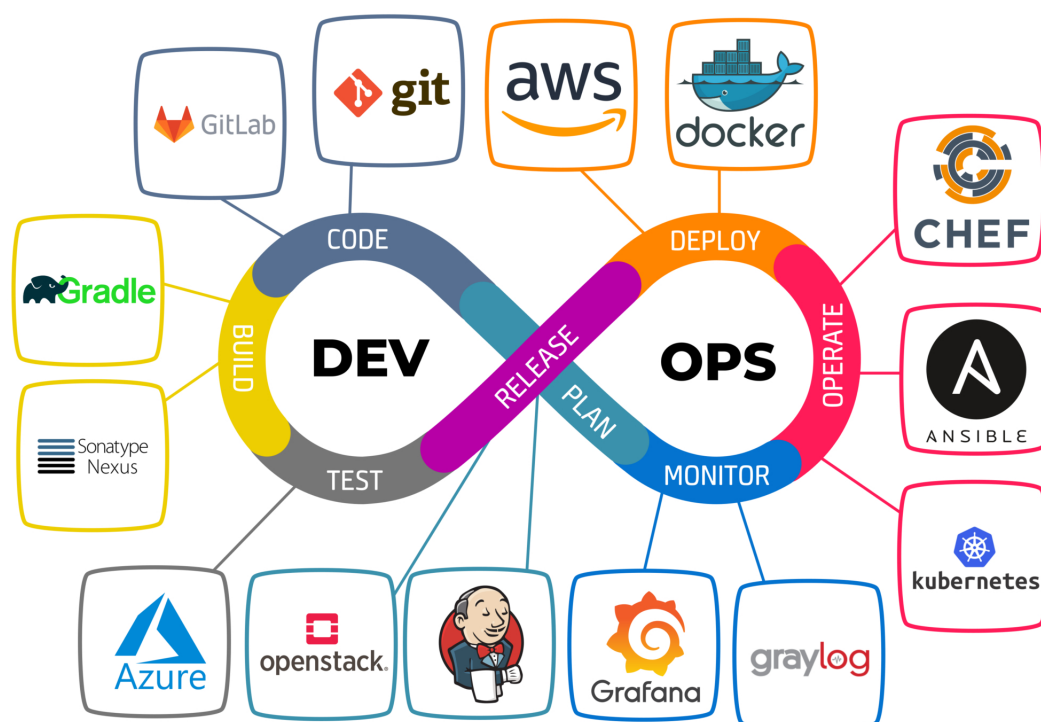 GitLab
git
aws
docker
CHEF
CODE
DEPLOY
Gradle
BUILD
DEV
RELEASE
PLAN
OPS
OPERATE
ANSIBLE
Sonatype
Nexus
TEST
MONITOR
kubernetes
Azure
openstack.
Grafana
graylog